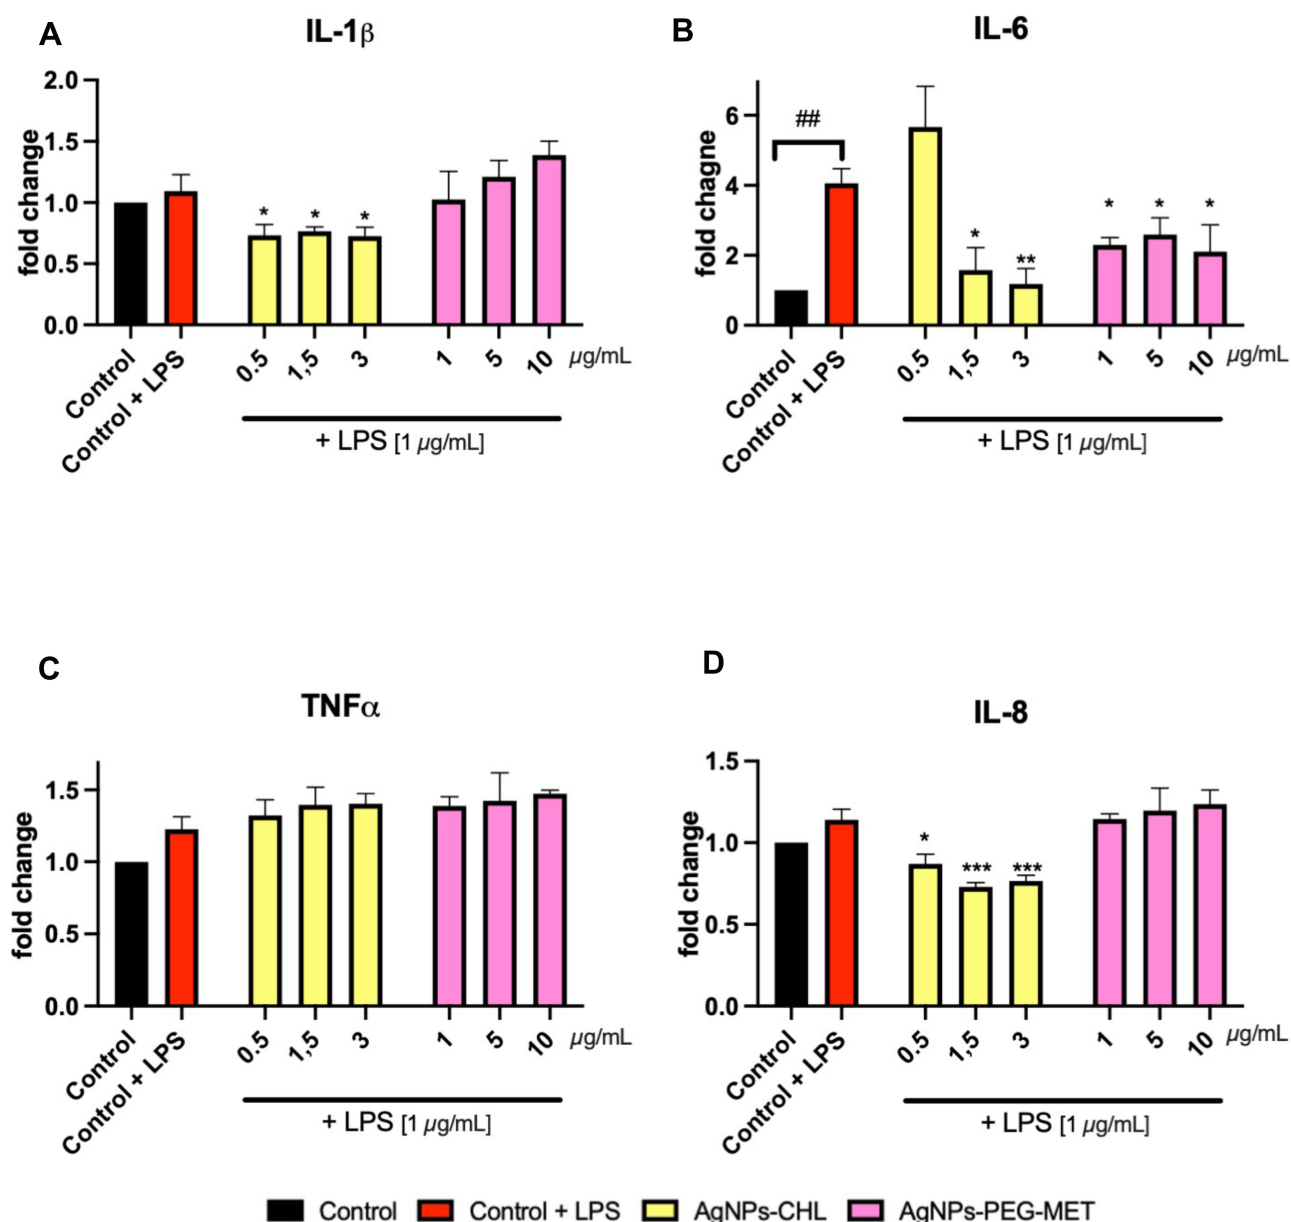 A
IL-1β
2.0
1.5
1.0
0.5
0.0
fold change
* * *
Control
Control + LPS
0.5 1,5 3 1 5 10 µg/mL
+ LPS [1 µg/mL]
B
IL-6
6
4
2
0
fold chagne
##
* ** * * *
Control
Control + LPS
0.5 1,5 3 1 5 10 µg/mL
+ LPS [1 µg/mL]
C
TNFα
1.5
1.0
0.5
0.0
fold change
Control
Control + LPS
0.5 1,5 3 1 5 10 µg/mL
+ LPS [1 µg/mL]
D
IL-8
1.5
1.0
0.5
0.0
fold change
* *** ***
Control
Control + LPS
0.5 1,5 3 1 5 10 µg/mL
+ LPS [1 µg/mL]
Control Control + LPS AgNPs-CHL AgNPs-PEG-MET